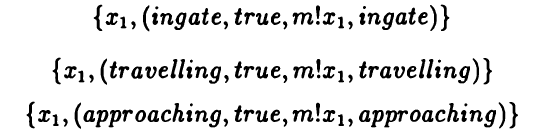 {x₁, (ingate, true, m!x₁, ingate)}
{x₁, (travelling, true, m!x₁, travelling)}
{x₁, (approaching, true, m!x₁, approaching)}